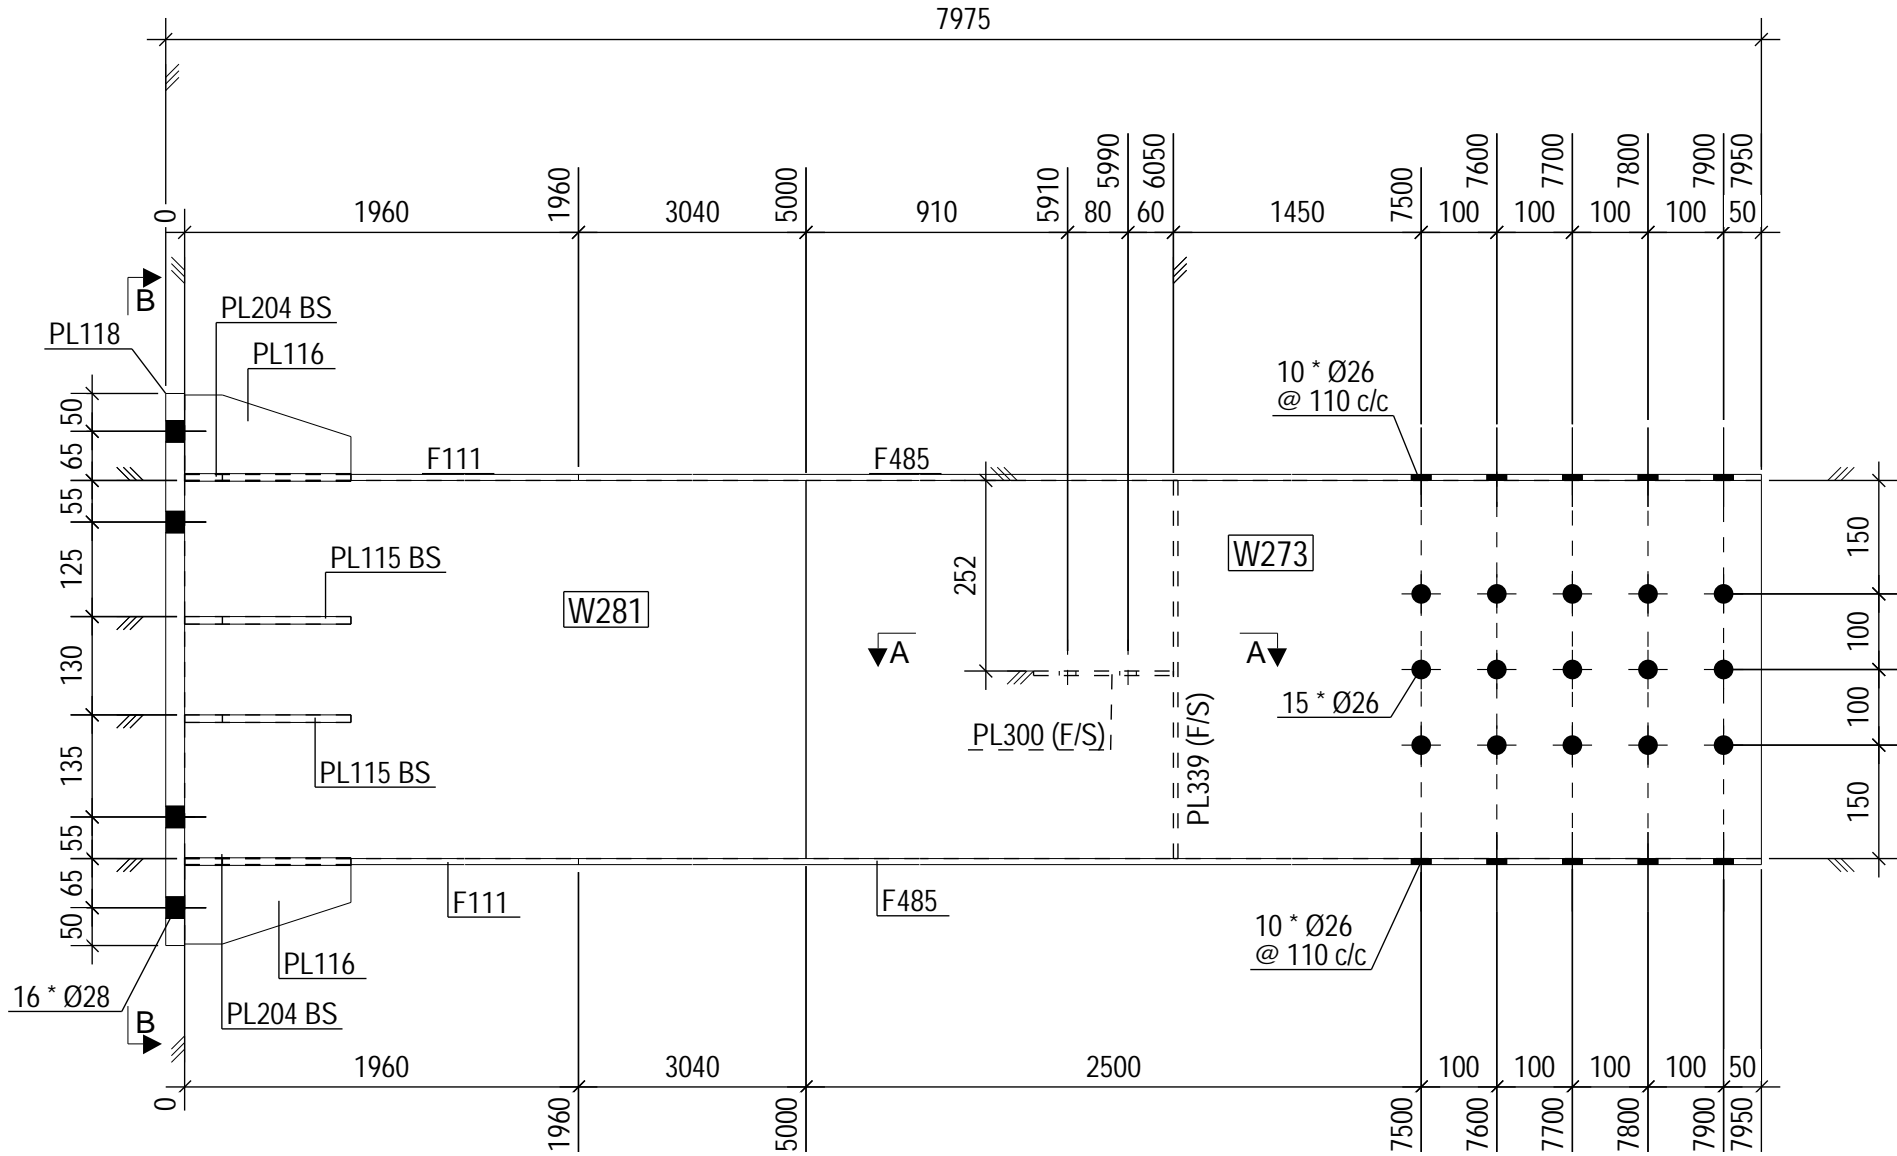 7975
0
1960
1960
3040
5000
910
5910
80
5990
60
6050
1450
7500
100
7600
100
7700
100
7800
100
7900
50
7950
B
PL204 BS
PL118
PL116
10 * Ø26
@ 110 c/c
50
65
55
125
130
135
55
65
50
F111
F485
PL115 BS
W281
252
W273
A
A
150
100
100
150
PL300 (F/S)
PL339 (F/S)
15 * Ø26
PL115 BS
F111
F485
10 * Ø26
@ 110 c/c
PL116
16 * Ø28
PL204 BS
B
1960
3040
2500
100
100
100
100
50
0
1960
5000
7500
7600
7700
7800
7900
7950